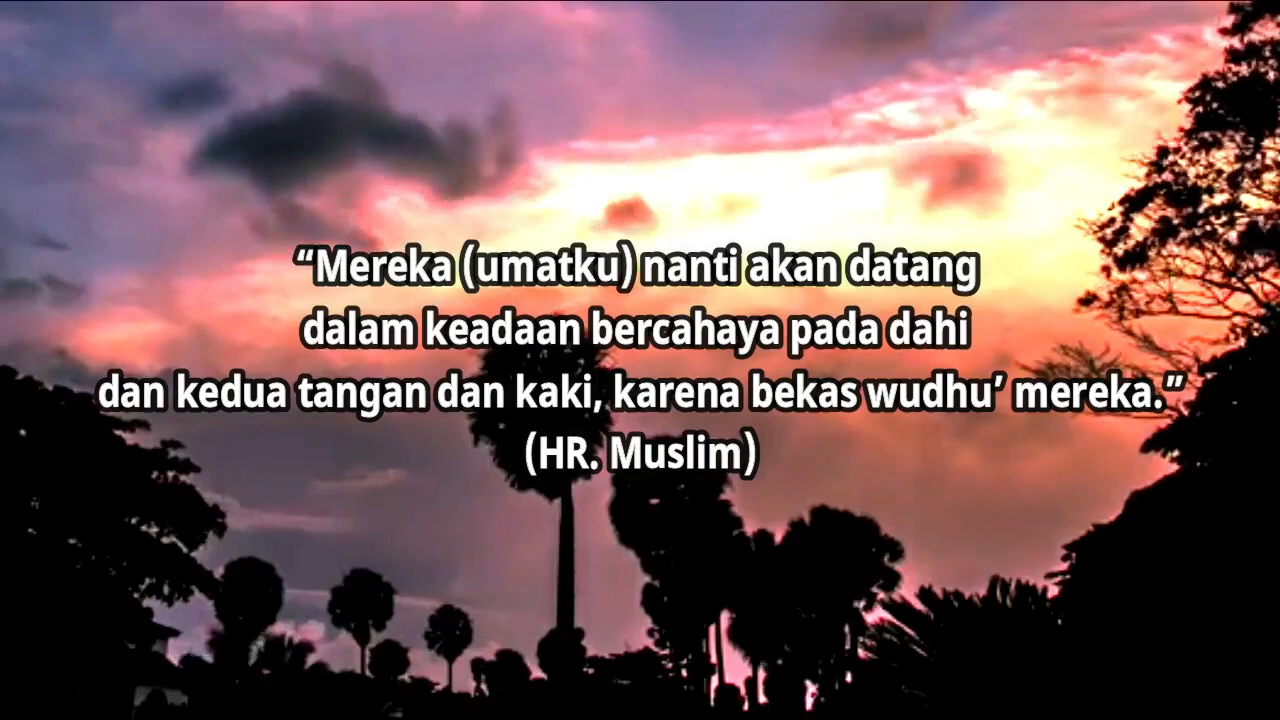 “Mereka (umatku) nanti akan datang
dalam keadaan bercahaya pada dahi
dan kedua tangan dan kaki, karena bekas wudhu’ mereka.”
(HR. Muslim)